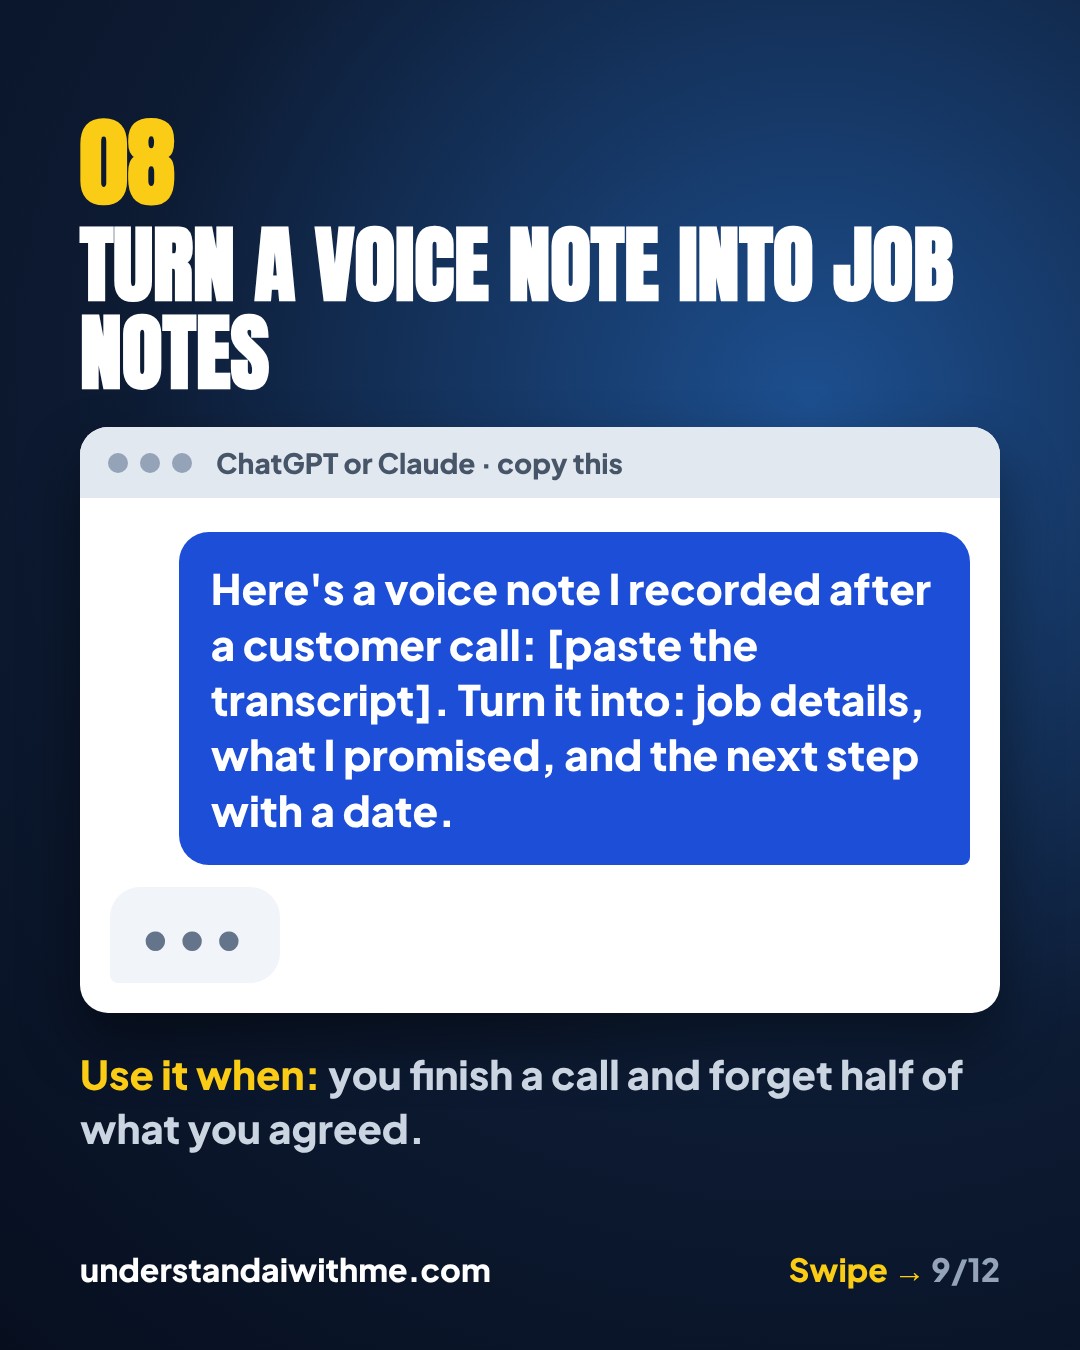 08
TURN A VOICE NOTE INTO JOB
NOTES
ChatGPT or Claude · copy this
Here's a voice note I recorded after
a customer call: [paste the
transcript]. Turn it into: job details,
what I promised, and the next step
with a date.
Use it when: you finish a call and forget half of
what you agreed.
understandaiwithme.com
Swipe → 9/12